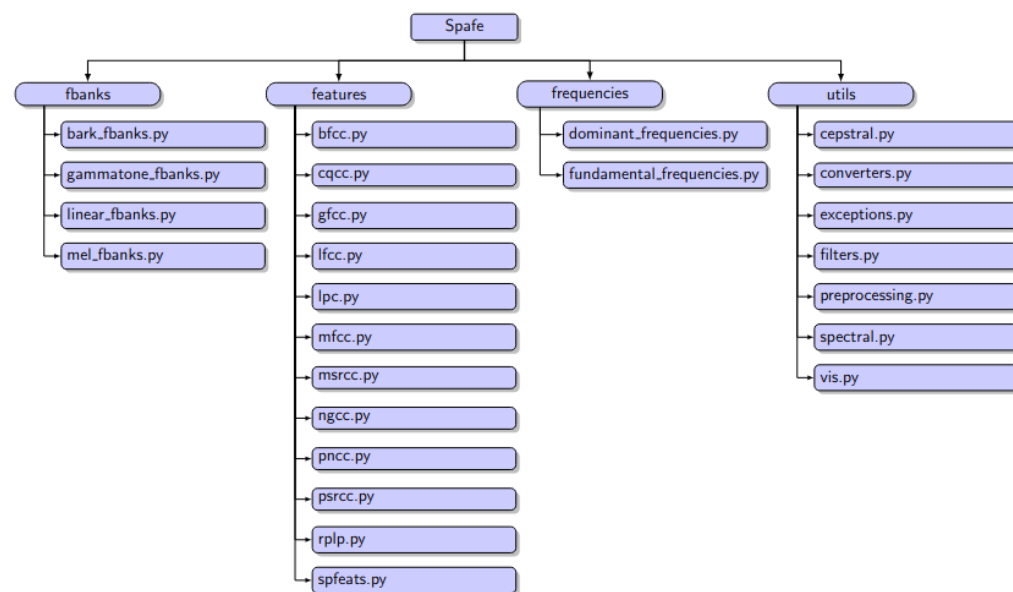 Spafe
fbanks
bark_fbanks.py
gammatone_fbanks.py
linear_fbanks.py
mel_fbanks.py
features
bfcc.py
cqcc.py
gfcc.py
lfcc.py
lpc.py
mfcc.py
msrcc.py
ngcc.py
pncc.py
psrcc.py
rplp.py
spfeats.py
frequencies
dominant_frequencies.py
fundamental_frequencies.py
utils
cepstral.py
converters.py
exceptions.py
filters.py
preprocessing.py
spectral.py
vis.py